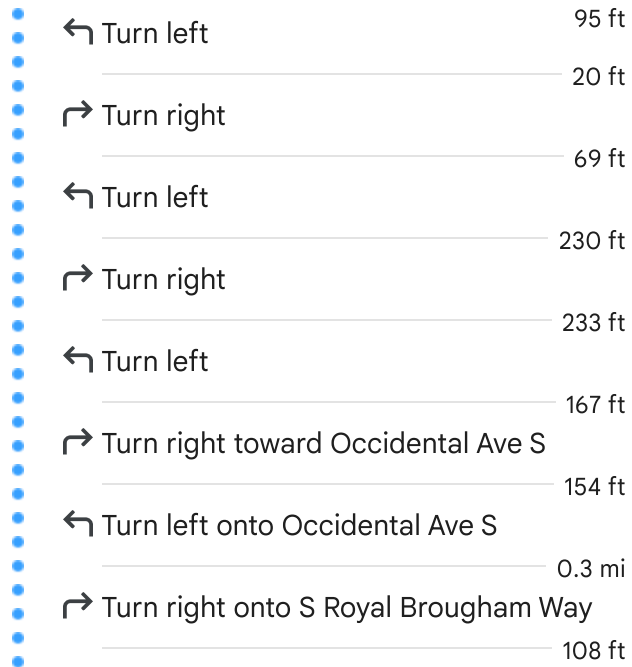 95 ft
Turn left
20 ft
Turn right
69 ft
Turn left
230 ft
Turn right
233 ft
Turn left
167 ft
Turn right toward Occidental Ave S
154 ft
Turn left onto Occidental Ave S
0.3 mi
Turn right onto S Royal Brougham Way
108 ft